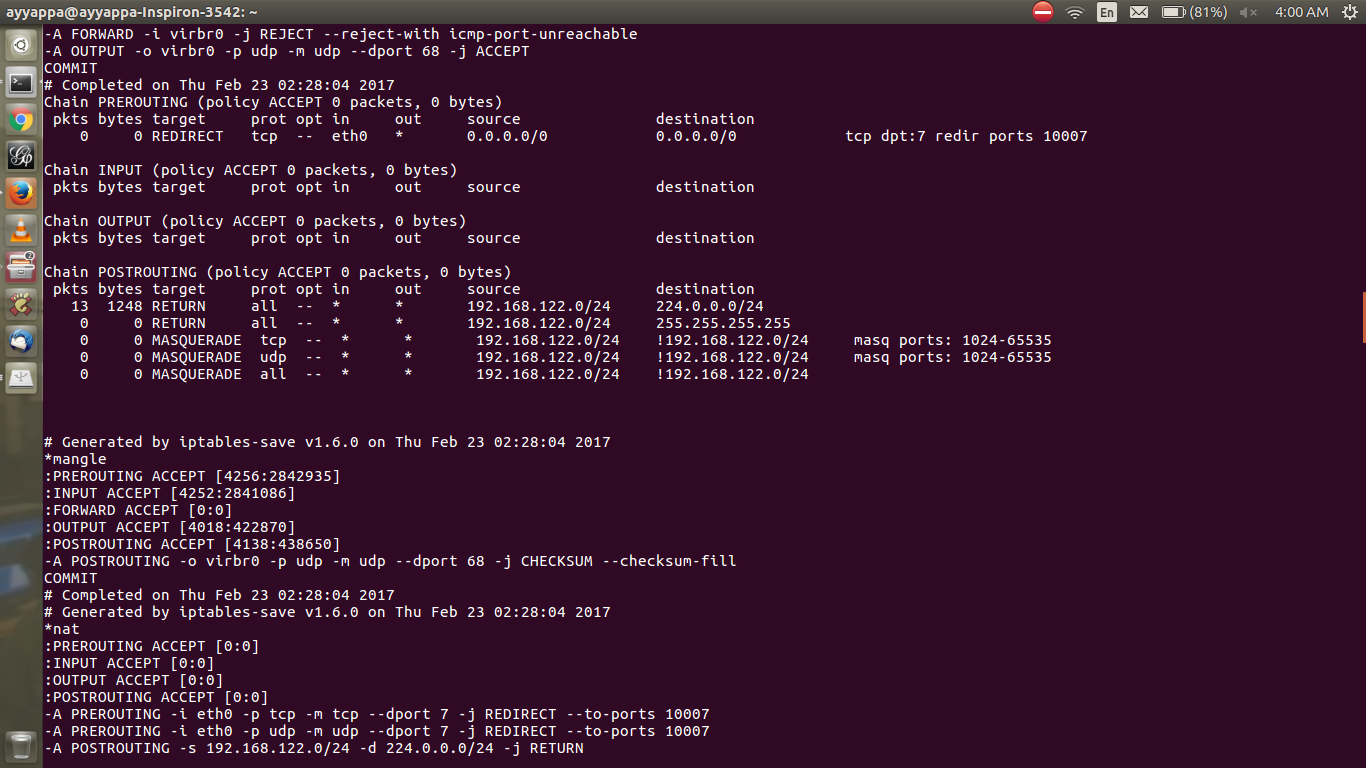 ayyappa@ayyappa-Inspiron-3542: ~ En (81%) 4:00 AM
-A FORWARD -i virbr0 -j REJECT --reject-with icmp-port-unreachable
-A OUTPUT -o virbr0 -p udp -m udp --dport 68 -j ACCEPT
COMMIT
# Completed on Thu Feb 23 02:28:04 2017
Chain PREROUTING (policy ACCEPT 0 packets, 0 bytes)
 pkts bytes target     prot opt in     out     source               destination
    0     0 REDIRECT   tcp  --  eth0   *       0.0.0.0/0            0.0.0.0/0            tcp dpt:7 redir ports 10007

Chain INPUT (policy ACCEPT 0 packets, 0 bytes)
 pkts bytes target     prot opt in     out     source               destination

Chain OUTPUT (policy ACCEPT 0 packets, 0 bytes)
 pkts bytes target     prot opt in     out     source               destination

Chain POSTROUTING (policy ACCEPT 0 packets, 0 bytes)
 pkts bytes target     prot opt in     out     source               destination
   13  1248 RETURN     all  --  *      *       192.168.122.0/24     224.0.0.0/24
    0     0 RETURN     all  --  *      *       192.168.122.0/24     255.255.255.255
    0     0 MASQUERADE  tcp  --  *      *       192.168.122.0/24    !192.168.122.0/24     masq ports: 1024-65535
    0     0 MASQUERADE  udp  --  *      *       192.168.122.0/24    !192.168.122.0/24     masq ports: 1024-65535
    0     0 MASQUERADE  all  --  *      *       192.168.122.0/24    !192.168.122.0/24

# Generated by iptables-save v1.6.0 on Thu Feb 23 02:28:04 2017
*mangle
:PREROUTING ACCEPT [4256:2842935]
:INPUT ACCEPT [4252:2841086]
:FORWARD ACCEPT [0:0]
:OUTPUT ACCEPT [4018:422870]
:POSTROUTING ACCEPT [4138:438650]
-A POSTROUTING -o virbr0 -p udp -m udp --dport 68 -j CHECKSUM --checksum-fill
COMMIT
# Completed on Thu Feb 23 02:28:04 2017
# Generated by iptables-save v1.6.0 on Thu Feb 23 02:28:04 2017
*nat
:PREROUTING ACCEPT [0:0]
:INPUT ACCEPT [0:0]
:OUTPUT ACCEPT [0:0]
:POSTROUTING ACCEPT [0:0]
-A PREROUTING -i eth0 -p tcp -m tcp --dport 7 -j REDIRECT --to-ports 10007
-A PREROUTING -i eth0 -p udp -m udp --dport 7 -j REDIRECT --to-ports 10007
-A POSTROUTING -s 192.168.122.0/24 -d 224.0.0.0/24 -j RETURN